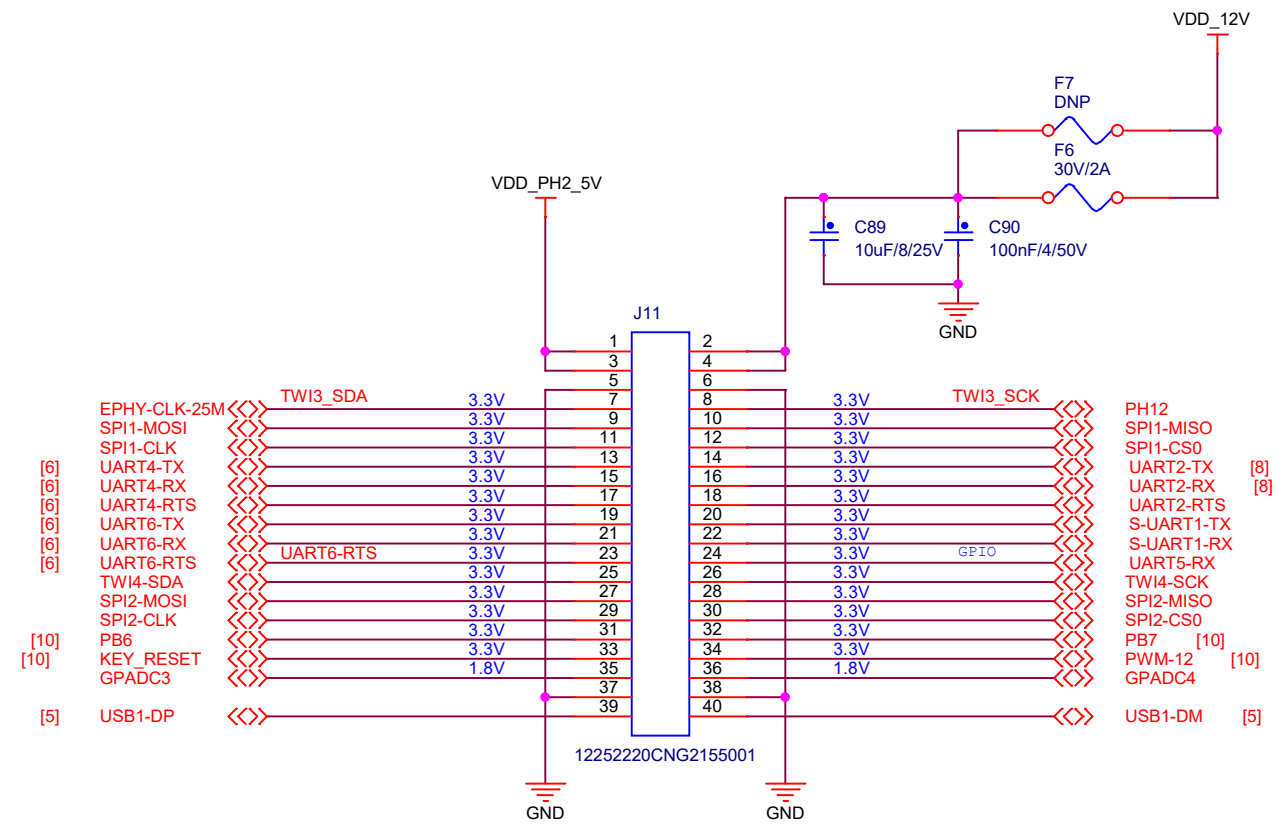 VDD_12V
F7
DNP
F6
30V/2A
VDD_PH2_5V
C89
10uF/8/25V
C90
100nF/4/50V
GND
J11
1 2
3 4
5 6
EPHY-CLK-25M TWI3_SDA 3.3V 7 8 3.3V TWI3_SCK PH12
SPI1-MOSI 3.3V 9 10 3.3V SPI1-MISO
SPI1-CLK 3.3V 11 12 3.3V SPI1-CS0
[6] UART4-TX 3.3V 13 14 3.3V UART2-TX [8]
[6] UART4-RX 3.3V 15 16 3.3V UART2-RX [8]
[6] UART4-RTS 3.3V 17 18 3.3V UART2-RTS
[6] UART6-TX 3.3V 19 20 3.3V S-UART1-TX
[6] UART6-RX 3.3V 21 22 3.3V S-UART1-RX
[6] UART6-RTS UART6-RTS 3.3V 23 24 3.3V GPIO UART5-RX
TWI4-SDA 3.3V 25 26 3.3V TWI4-SCK
SPI2-MOSI 3.3V 27 28 3.3V SPI2-MISO
SPI2-CLK 3.3V 29 30 3.3V SPI2-CS0
[10] PB6 3.3V 31 32 3.3V PB7 [10]
[10] KEY_RESET 3.3V 33 34 3.3V PWM-12 [10]
GPADC3 1.8V 35 36 1.8V GPADC4
37 38
[5] USB1-DP 39 40 USB1-DM [5]
12252220CNG2155001
GND GND